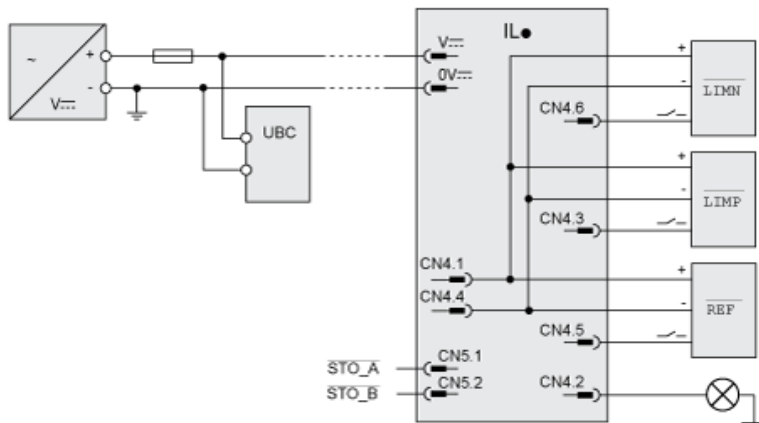 ~
+
-
V⎓
UBC
IL●
V⎓
0V⎓
CN4.6
+
-
LIMN
CN4.3
+
-
LIMP
CN4.1
CN4.4
CN4.5
+
-
REF
STO_A
STO_B
CN5.1
CN5.2
CN4.2